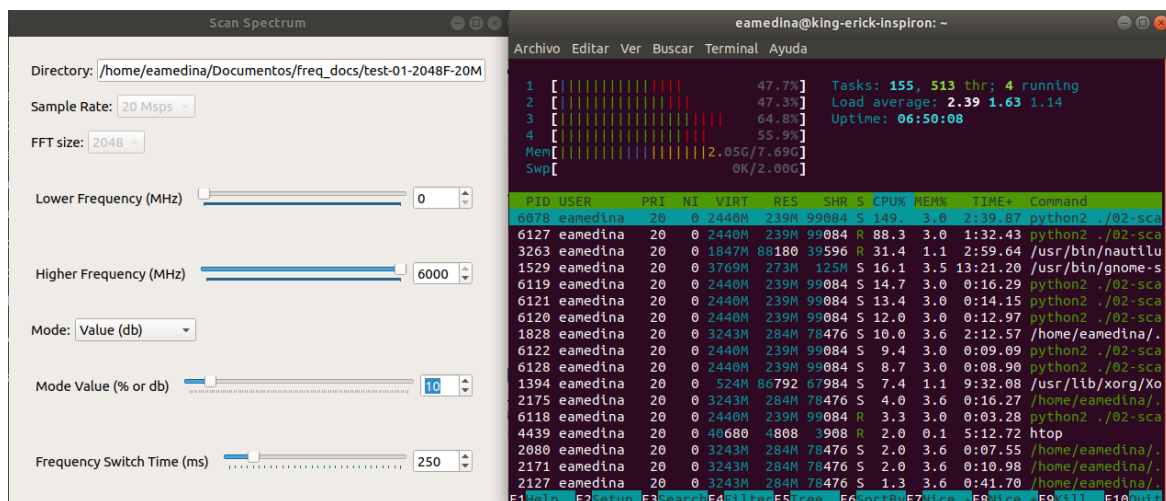 Scan Spectrum
Directory: /home/eamedina/Documentos/freq_docs/test-01-2048F-20M
Sample Rate: 20 Msps
FFT size: 2048
Lower Frequency (MHz) 0
Higher Frequency (MHz) 6000
Mode: Value (db)
Mode Value (% or db) 10
Frequency Switch Time (ms) 250
eamedina@king-erick-inspiron: ~
Archivo Editar Ver Buscar Terminal Ayuda
1 [||||||||||||||| 47.7%] Tasks: 155, 513 thr; 4 running
2 [|||||||||||||||| 47.3%] Load average: 2.39 1.63 1.14
3 [|||||||||||||||||||| 64.8%] Uptime: 06:50:08
4 [|||||||||||||||||| 55.9%]
Mem[||||||||||||||||||2.05G/7.69G]
Swp[ 0K/2.00G]
PID USER PRI NI VIRT RES SHR S CPU% MEM% TIME+ Command
6078 eamedina 20 0 2440M 239M 99084 S 149. 3.0 2:39.87 python2 ./02-sca
6127 eamedina 20 0 2440M 239M 99084 R 88.3 3.0 1:32.43 python2 ./02-sca
3263 eamedina 20 0 1847M 88180 39596 R 31.4 1.1 2:59.64 /usr/bin/nautilu
1529 eamedina 20 0 3769M 273M 125M S 16.1 3.5 13:21.20 /usr/bin/gnome-s
6119 eamedina 20 0 2440M 239M 99084 S 14.7 3.0 0:16.29 python2 ./02-sca
6121 eamedina 20 0 2440M 239M 99084 S 13.4 3.0 0:14.15 python2 ./02-sca
6120 eamedina 20 0 2440M 239M 99084 S 12.0 3.0 0:12.97 python2 ./02-sca
1828 eamedina 20 0 3243M 284M 78476 S 10.0 3.6 2:12.57 /home/eamedina/.
6122 eamedina 20 0 2440M 239M 99084 S 9.4 3.0 0:09.09 python2 ./02-sca
6128 eamedina 20 0 2440M 239M 99084 S 8.7 3.0 0:08.90 python2 ./02-sca
1394 eamedina 20 0 524M 86792 67984 S 7.4 1.1 9:32.08 /usr/lib/xorg/Xo
2175 eamedina 20 0 3243M 284M 78476 S 4.0 3.6 0:16.27 /home/eamedina/.
6118 eamedina 20 0 2440M 239M 99084 R 3.3 3.0 0:03.28 python2 ./02-sca
4439 eamedina 20 0 40680 4808 3908 R 2.0 0.1 5:12.72 htop
2080 eamedina 20 0 3243M 284M 78476 S 2.0 3.6 0:07.55 /home/eamedina/.
2171 eamedina 20 0 3243M 284M 78476 S 2.0 3.6 0:10.98 /home/eamedina/.
2127 eamedina 20 0 3243M 284M 78476 S 1.3 3.6 0:41.70 /home/eamedina/.
F1Help F2Setup F3SearchF4FilterF5Tree F6SortByF7Nice -F8Nice +F9Kill F10Quit